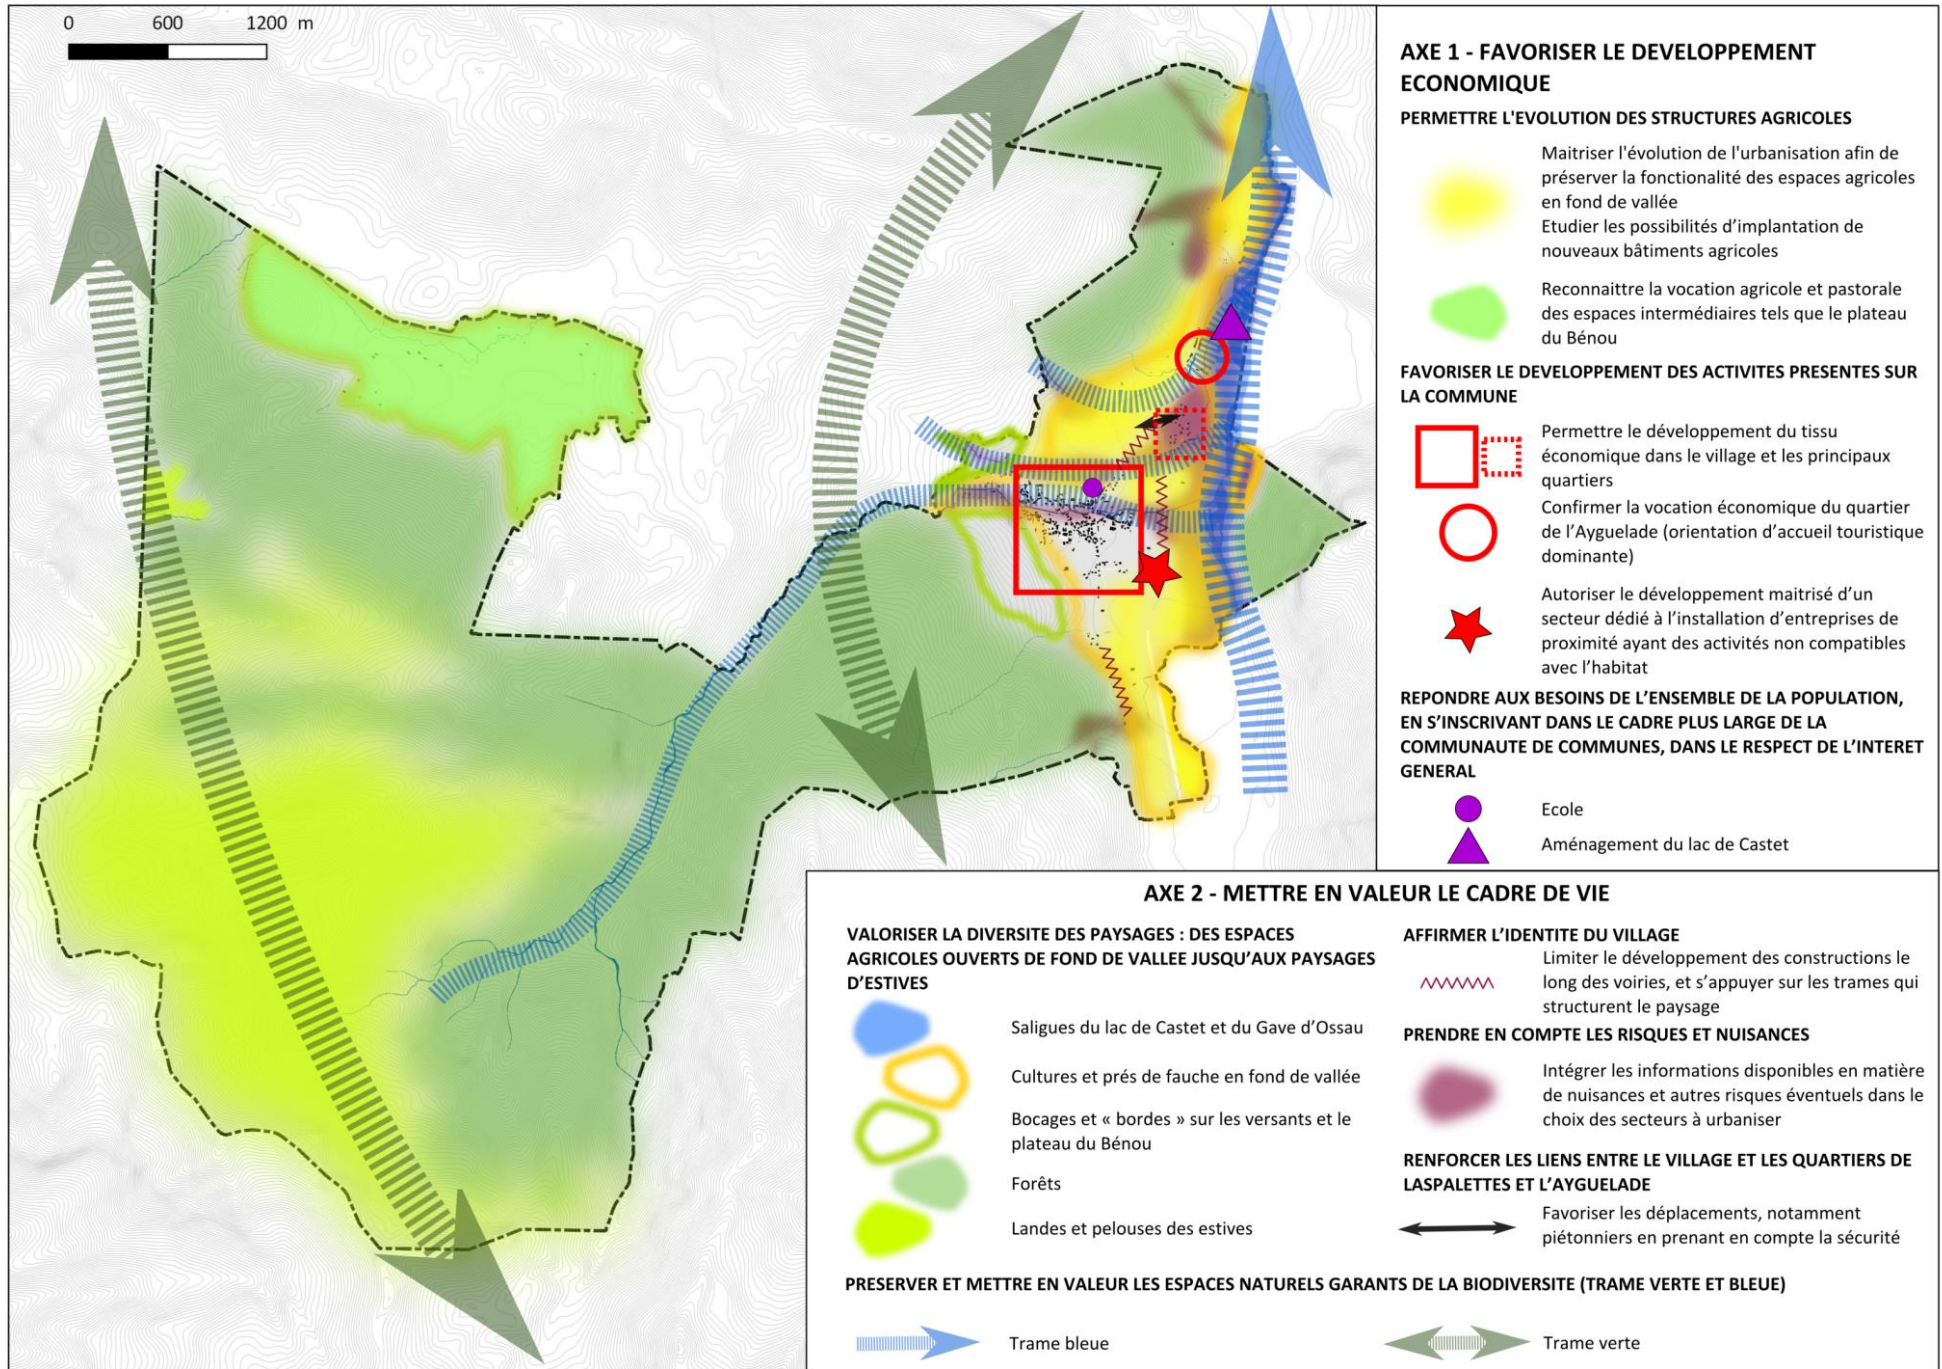 0 600 1200 m
AXE 1 - FAVORISER LE DEVELOPPEMENT
ECONOMIQUE
PERMETTRE L'EVOLUTION DES STRUCTURES AGRICOLES
Maitriser l'évolution de l'urbanisation afin de
préserver la fonctionalité des espaces agricoles
en fond de vallée
Etudier les possibilités d'implantation de
nouveaux bâtiments agricoles
Reconnaittre la vocation agricole et pastorale
des espaces intermédiaires tels que le plateau
du Bénou
FAVORISER LE DEVELOPPEMENT DES ACTIVITES PRESENTES SUR
LA COMMUNE
Permettre le développement du tissu
économique dans le village et les principaux
quartiers
Confirmer la vocation économique du quartier
de l'Ayguelade (orientation d'accueil touristique
dominante)
Autoriser le développement maitrisé d'un
secteur dédié à l'installation d'entreprises de
proximité ayant des activités non compatibles
avec l'habitat
REPONDRE AUX BESOINS DE L'ENSEMBLE DE LA POPULATION,
EN S'INSCRIVANT DANS LE CADRE PLUS LARGE DE LA
COMMUNAUTE DE COMMUNES, DANS LE RESPECT DE L'INTERET
GENERAL
Ecole
Aménagement du lac de Castet
AXE 2 - METTRE EN VALEUR LE CADRE DE VIE
VALORISER LA DIVERSITE DES PAYSAGES : DES ESPACES
AGRICOLES OUVERTS DE FOND DE VALLEE JUSQU'AUX PAYSAGES
D'ESTIVES
Saligues du lac de Castet et du Gave d'Ossau
Cultures et prés de fauche en fond de vallée
Bocages et « bordes » sur les versants et le
plateau du Bénou
Forêts
Landes et pelouses des estives
AFFIRMER L'IDENTITE DU VILLAGE
Limiter le développement des constructions le
long des voiries, et s'appuyer sur les trames qui
structurent le paysage
PRENDRE EN COMPTE LES RISQUES ET NUISANCES
Intégrer les informations disponibles en matière
de nuisances et autres risques éventuels dans le
choix des secteurs à urbaniser
RENFORCER LES LIENS ENTRE LE VILLAGE ET LES QUARTIERS DE
LASPALETTES ET L'AYGUELADE
Favoriser les déplacements, notamment
piétonniers en prenant en compte la sécurité
PRESERVER ET METTRE EN VALEUR LES ESPACES NATURELS GARANTS DE LA BIODIVERSITE (TRAME VERTE ET BLEUE)
Trame bleue
Trame verte